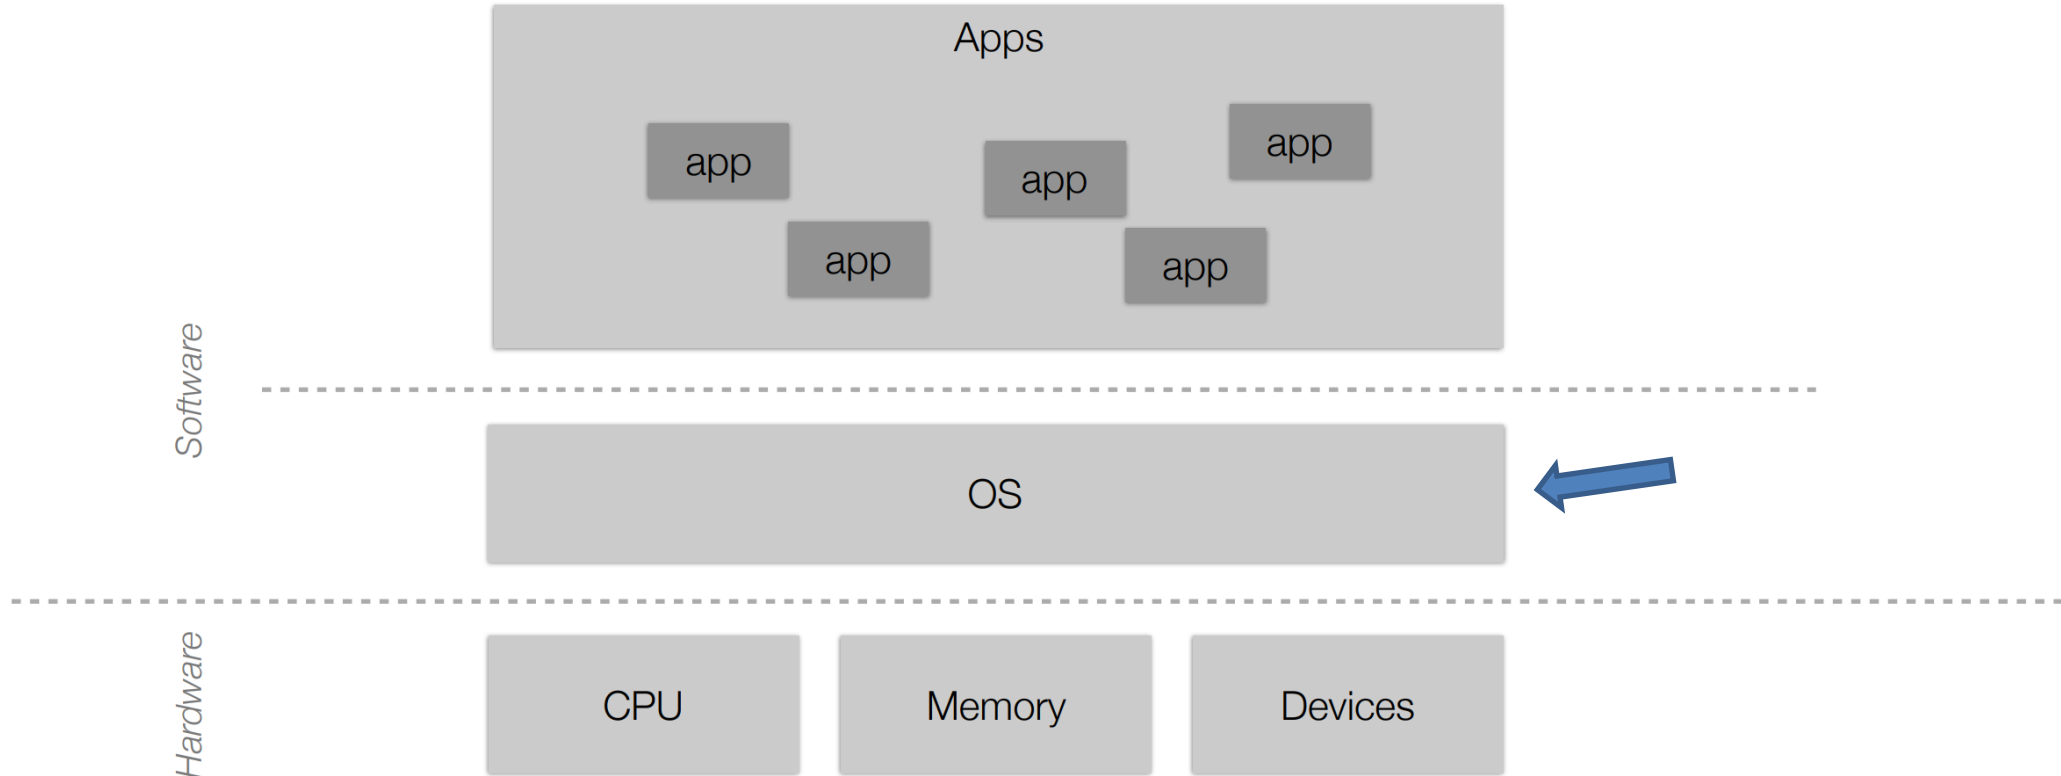 Apps
app
app
app
app
app
Software
OS
Hardware
CPU
Memory
Devices